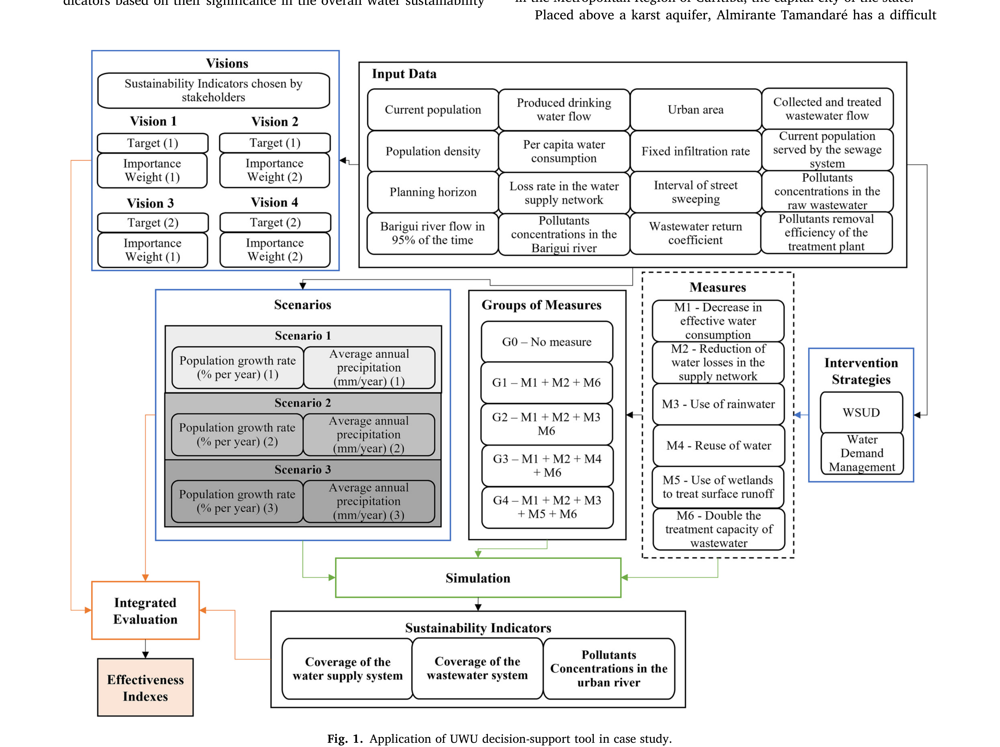 dicators based on their significance in the overall water sustainability
in the Metropolitan Region of Curitiba, the capital city of the state.
Placed above a karst aquifer, Almirante Tamandaré has a difficult
Visions
Sustainability Indicators chosen by
stakeholders
Vision 1
Target (1)
Importance
Weight (1)
Vision 2
Target (1)
Importance
Weight (2)
Vision 3
Target (2)
Importance
Weight (1)
Vision 4
Target (2)
Importance
Weight (2)
Input Data
Current population
Produced drinking
water flow
Urban area
Collected and treated
wastewater flow
Population density
Per capita water
consumption
Fixed infiltration rate
Current population
served by the sewage
system
Planning horizon
Loss rate in the water
supply network
Interval of street
sweeping
Pollutants
concentrations in the
raw wastewater
Barigui river flow in
95% of the time
Pollutants
concentrations in the
Barigui river
Wastewater return
coefficient
Pollutants removal
efficiency of the
treatment plant
Scenarios
Scenario 1
Population growth rate
(% per year) (1)
Average annual
precipitation
(mm/year) (1)
Scenario 2
Population growth rate
(% per year) (2)
Average annual
precipitation
(mm/year) (2)
Scenario 3
Population growth rate
(% per year) (3)
Average annual
precipitation
(mm/year) (3)
Groups of Measures
G0 – No measure
G1 – M1 + M2 + M6
G2 – M1 + M2 + M3
M6
G3 – M1 + M2 + M4
+ M6
G4 – M1 + M2 + M3
+ M5 + M6
Measures
M1 - Decrease in
effective water
consumption
M2 - Reduction of
water losses in the
supply network
M3 - Use of rainwater
M4 - Reuse of water
M5 - Use of wetlands
to treat surface runoff
M6 - Double the
treatment capacity of
wastewater
Intervention
Strategies
WSUD
Water
Demand
Management
Simulation
Integrated
Evaluation
Sustainability Indicators
Coverage of the
water supply system
Coverage of the
wastewater system
Pollutants
Concentrations in the
urban river
Effectiveness
Indexes
Fig. 1. Application of UWU decision-support tool in case study.